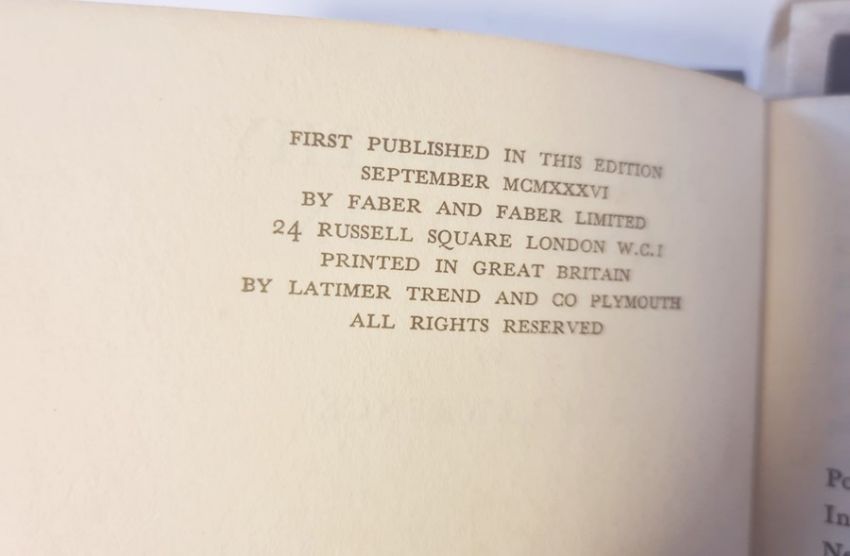 FIRST PUBLISHED IN THIS EDITION
SEPTEMBER MCMXXXVI
BY FABER AND FABER LIMITED
24 RUSSELL SQUARE LONDON W.C.1
PRINTED IN GREAT BRITAIN
BY LATIMER TREND AND CO PLYMOUTH
ALL RIGHTS RESERVED